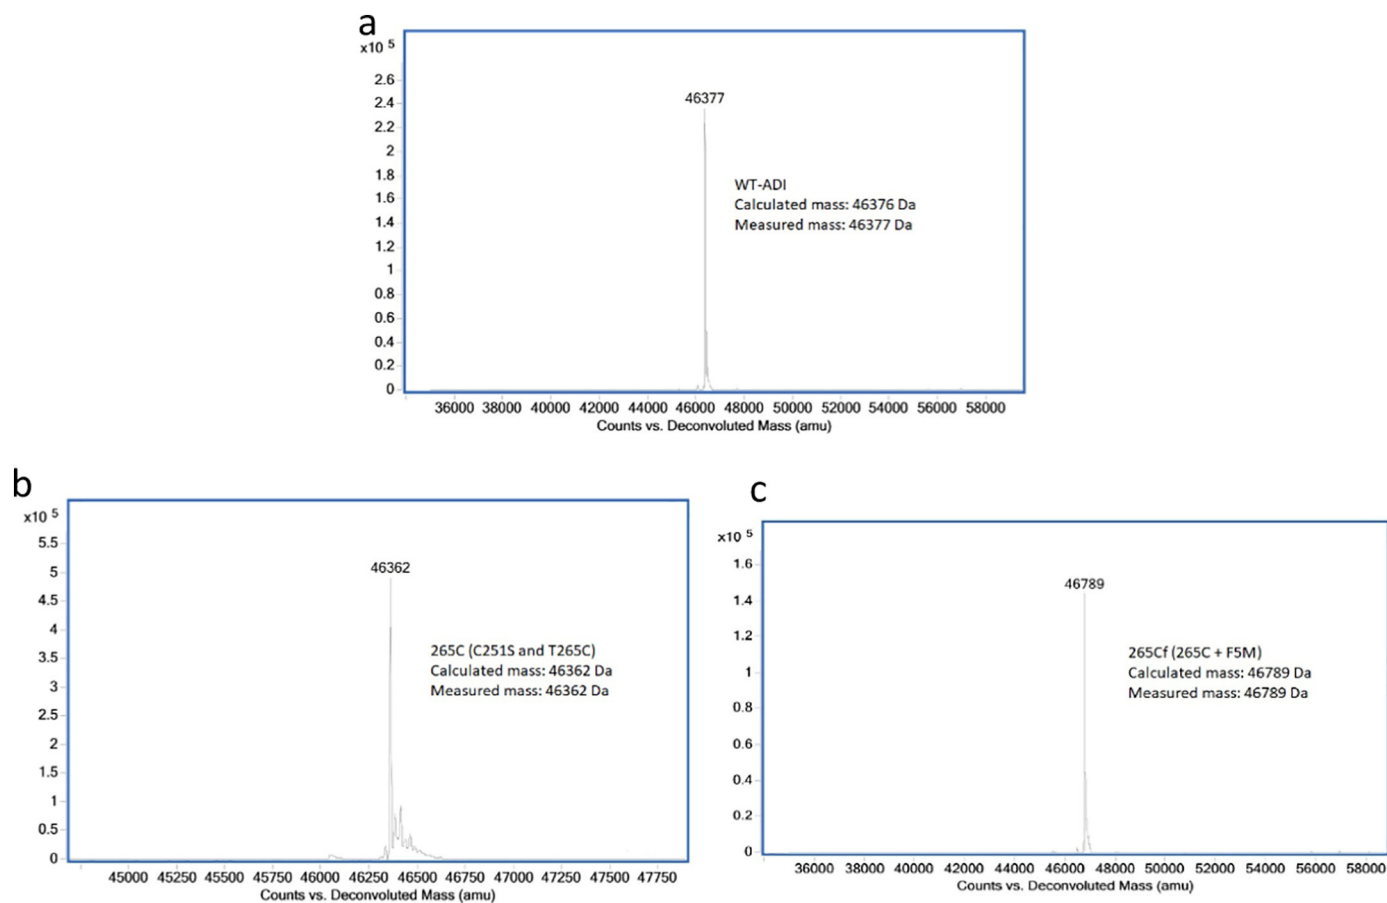 a
x10 5
2.6
2.4
2.2
2
1.8
1.6
1.4
1.2
1
0.8
0.6
0.4
0.2
0
46377
WT-ADI
Calculated mass: 46376 Da
Measured mass: 46377 Da
36000 38000 40000 42000 44000 46000 48000 50000 52000 54000 56000 58000
Counts vs. Deconvoluted Mass (amu)
b
x10 5
5.5
5
4.5
4
3.5
3
2.5
2
1.5
1
0.5
0
46362
265C (C251S and T265C)
Calculated mass: 46362 Da
Measured mass: 46362 Da
45000 45250 45500 45750 46000 46250 46500 46750 47000 47250 47500 47750
Counts vs. Deconvoluted Mass (amu)
c
x10 5
1.6
1.4
1.2
1
0.8
0.6
0.4
0.2
0
46789
265Cf (265C + F5M)
Calculated mass: 46789 Da
Measured mass: 46789 Da
36000 38000 40000 42000 44000 46000 48000 50000 52000 54000 56000 58000
Counts vs. Deconvoluted Mass (amu)